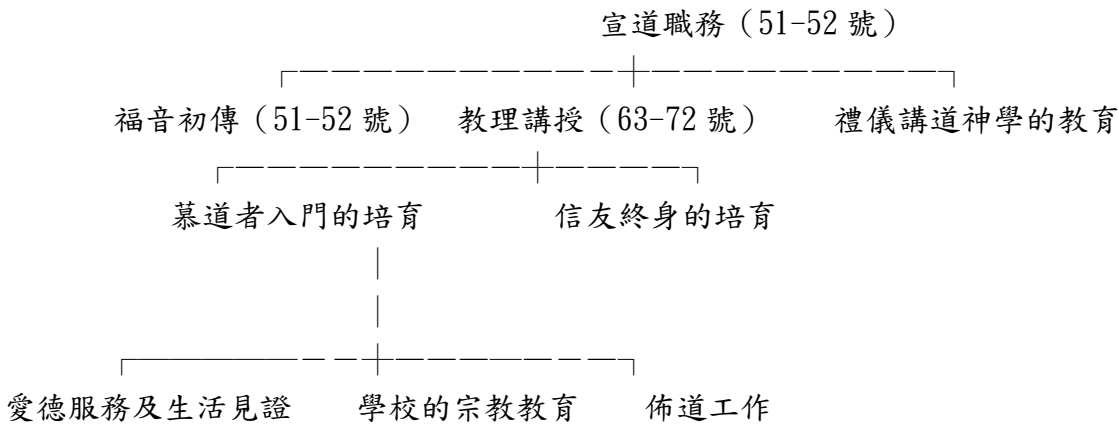 宣道職務（51-52 號）
福音初傳（51-52 號） 教理講授（63-72 號） 禮儀講道神學的教育
慕道者入門的培育 信友終身的培育
愛德服務及生活見證 學校的宗教教育 佈道工作